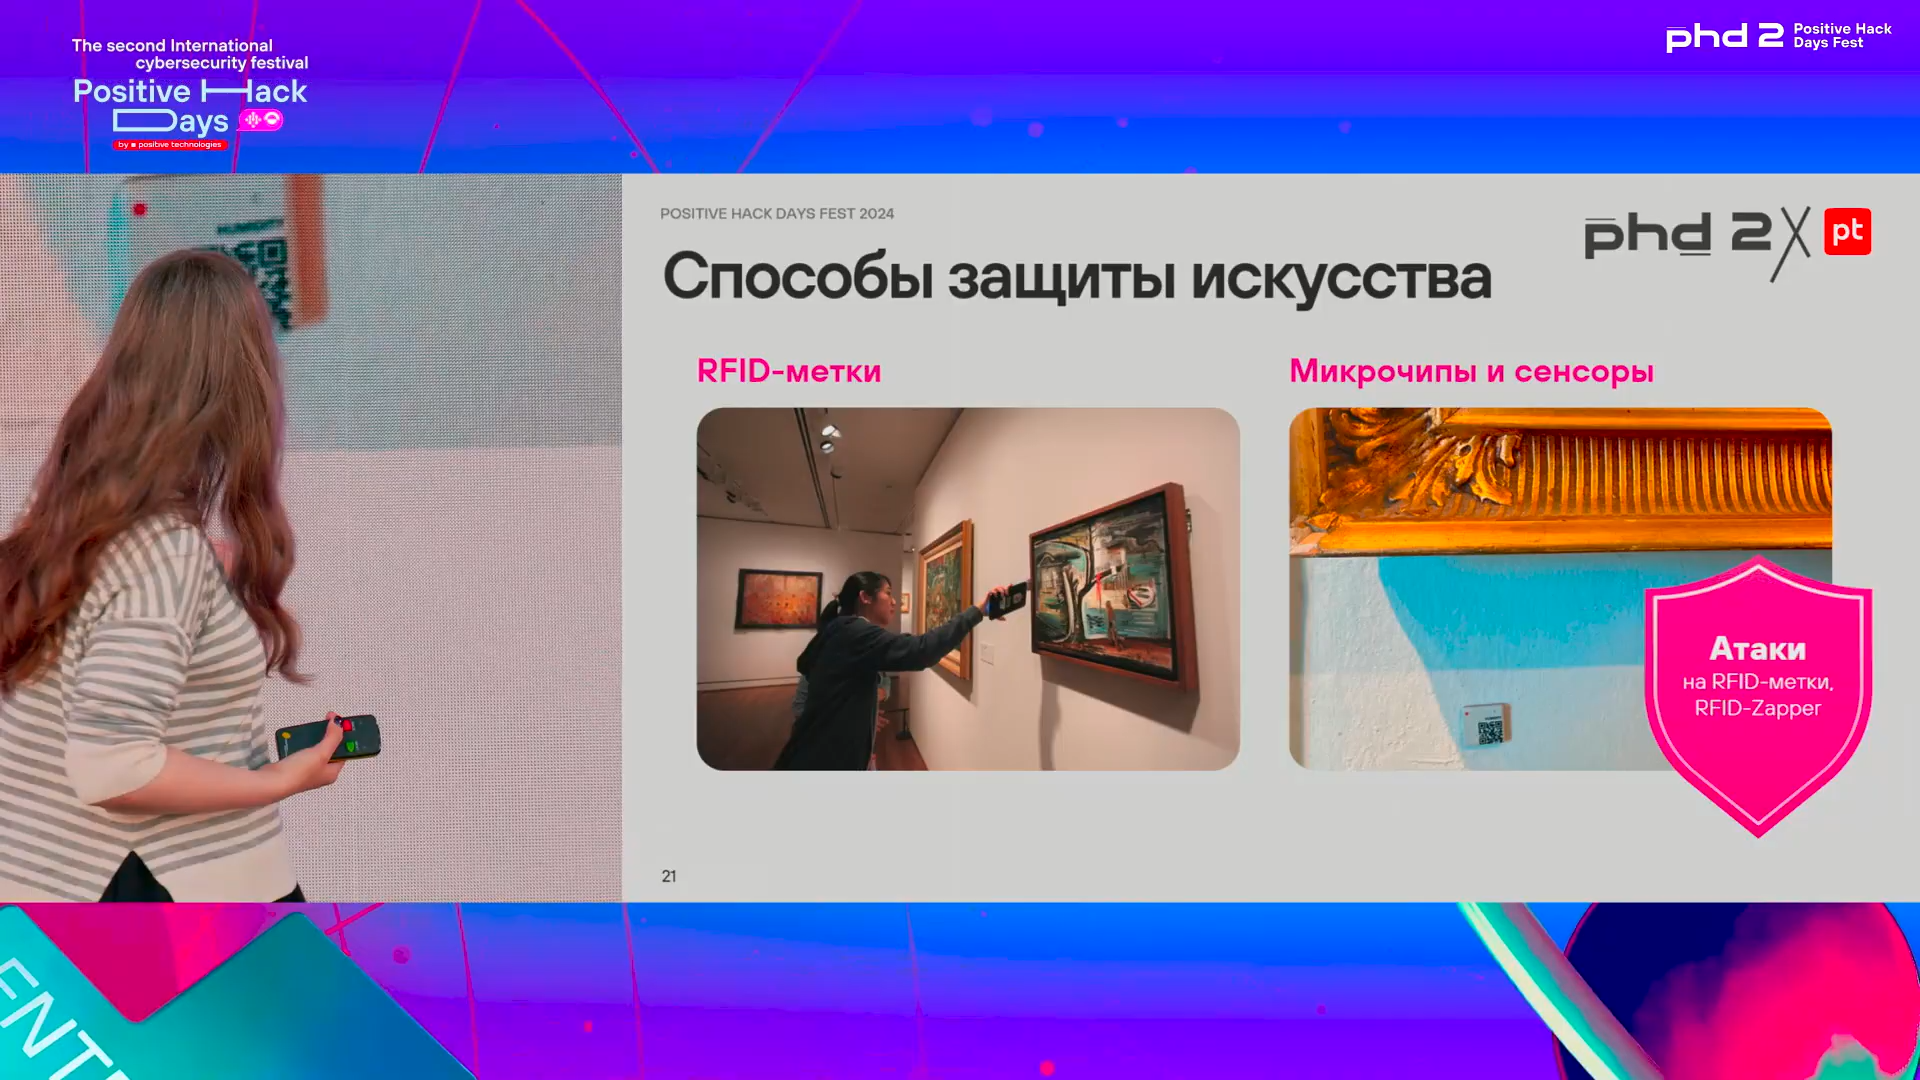 The second International
cybersecurity festival
Positive Hack
Days
by positive technologies
phd 2
Positive Hack
Days Fest
POSITIVE HACK DAYS FEST 2024
phd 2
pt
Способы защиты искусства
RFID-метки
Микрочипы и сенсоры
Атаки
на RFID-метки,
RFID-Zapper
21